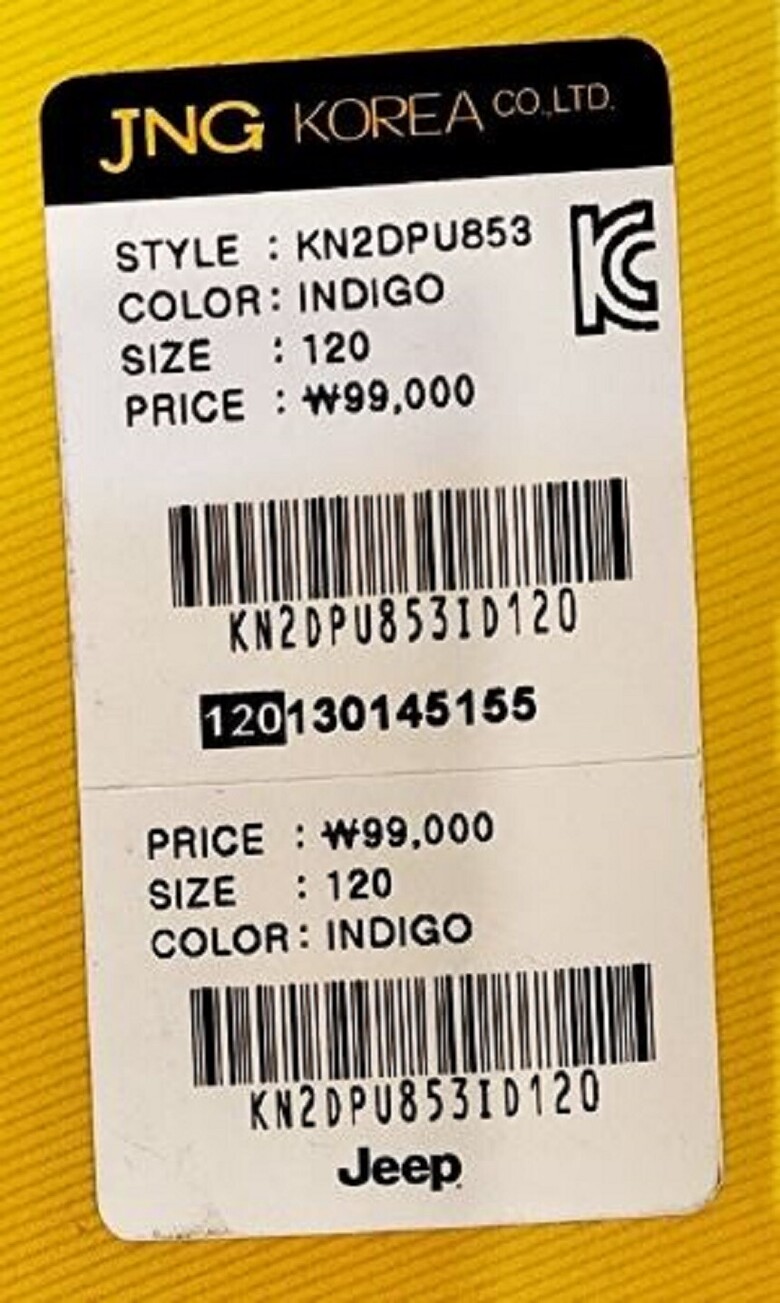 JNG KOREA CO.,LTD.
STYLE : KN2DPU853
COLOR : INDIGO
SIZE : 120
PRICE : ₩99,000
KN2DPU853ID120
120130145155
PRICE : ₩99,000
SIZE : 120
COLOR : INDIGO
KN2DPU853ID120
Jeep